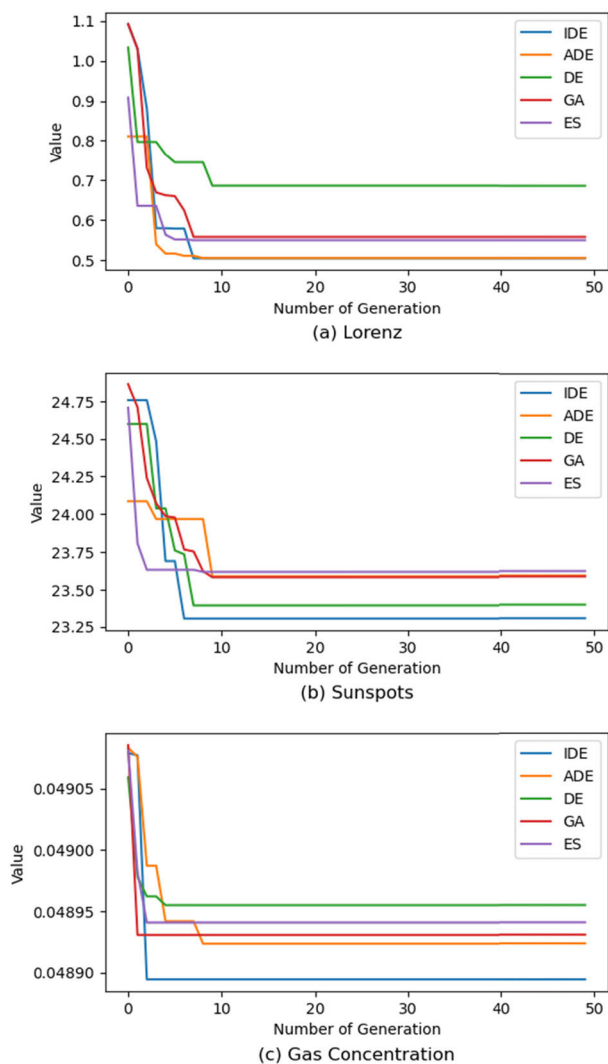 1.1
1.0
0.9
0.8
0.7
0.6
0.5
Value
IDE
ADE
DE
GA
ES
0 10 20 30 40 50
Number of Generation
(a) Lorenz
24.75
24.50
24.25
24.00
23.75
23.50
23.25
Value
IDE
ADE
DE
GA
ES
0 10 20 30 40 50
Number of Generation
(b) Sunspots
0.04905
0.04900
0.04895
0.04890
Value
IDE
ADE
DE
GA
ES
0 10 20 30 40 50
Number of Generation
(c) Gas Concentration